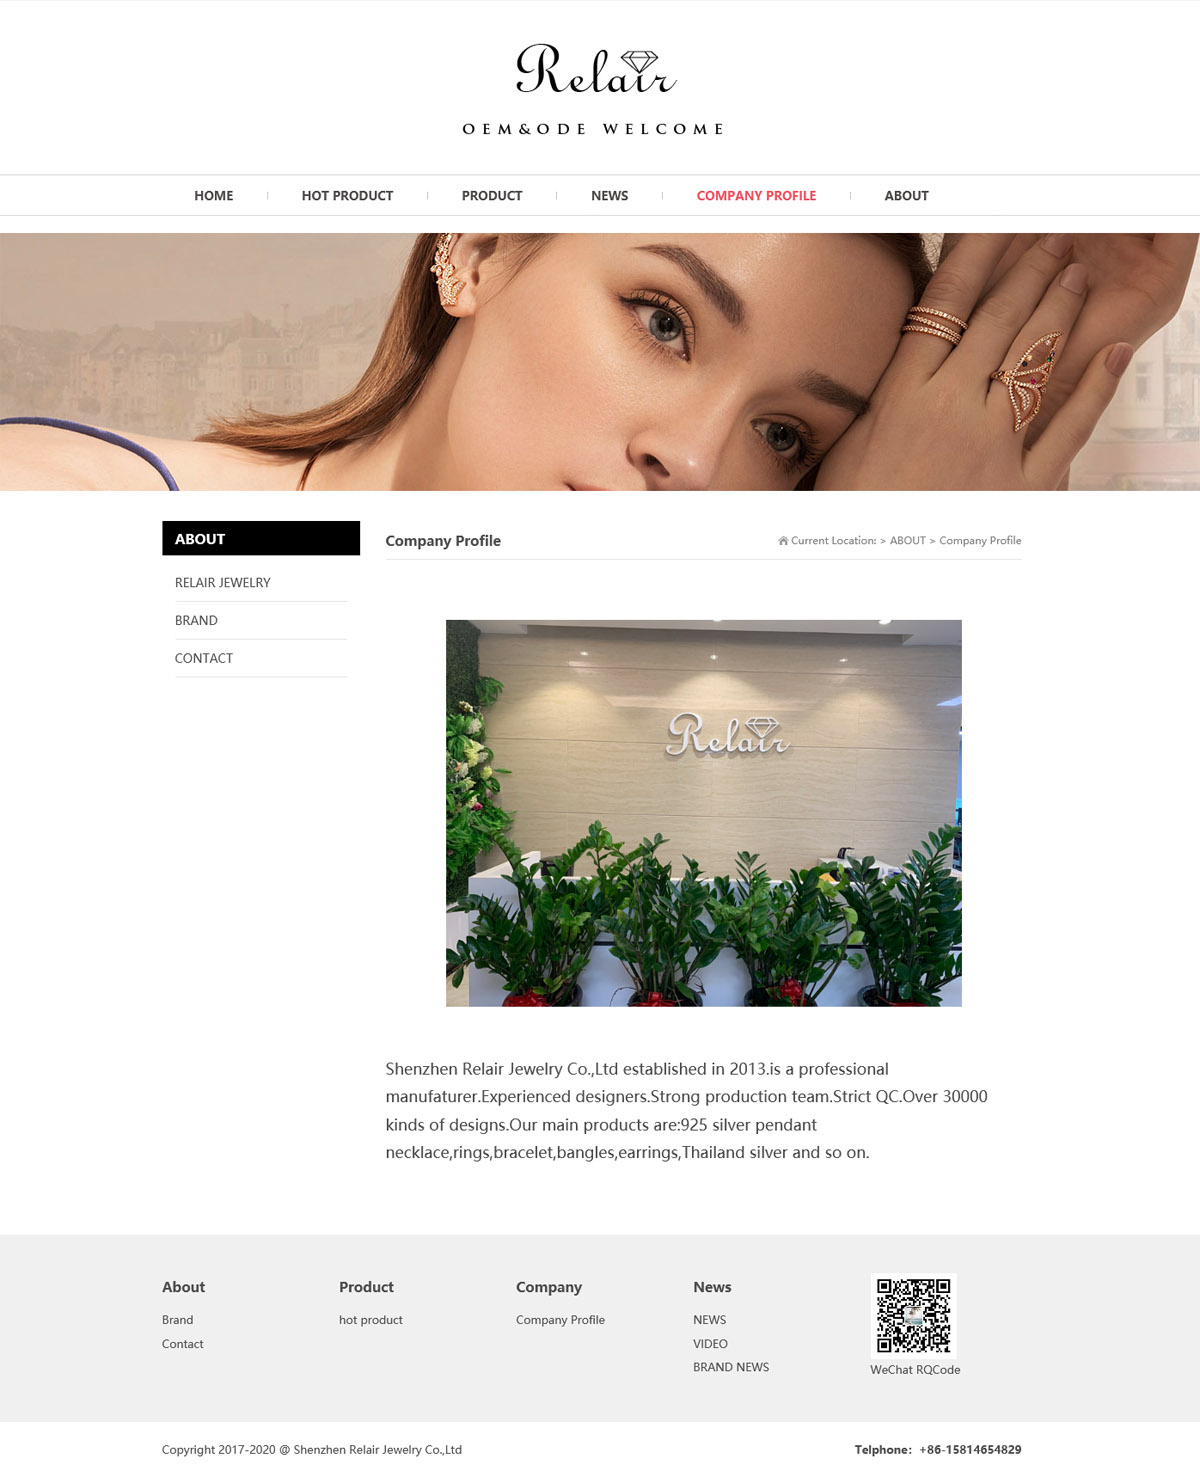 Relair
OEM&ODE WELCOME
HOME
HOT PRODUCT
PRODUCT
NEWS
COMPANY PROFILE
ABOUT
ABOUT
RELAIR JEWELRY
BRAND
CONTACT
Company Profile
Current Location: > ABOUT > Company Profile
Relair
Shenzhen Relair Jewelry Co.,Ltd established in 2013.is a professional
manufaturer.Experienced designers.Strong production team.Strict QC.Over 30000
kinds of designs.Our main products are:925 silver pendant
necklace,rings,bracelet,bangles,earrings,Thailand silver and so on.
About
Brand
Contact
Product
hot product
Company
Company Profile
News
NEWS
VIDEO
BRAND NEWS
WeChat RQCode
Copyright 2017-2020 @ Shenzhen Relair Jewelry Co.,Ltd
Telphone：+86-15814654829